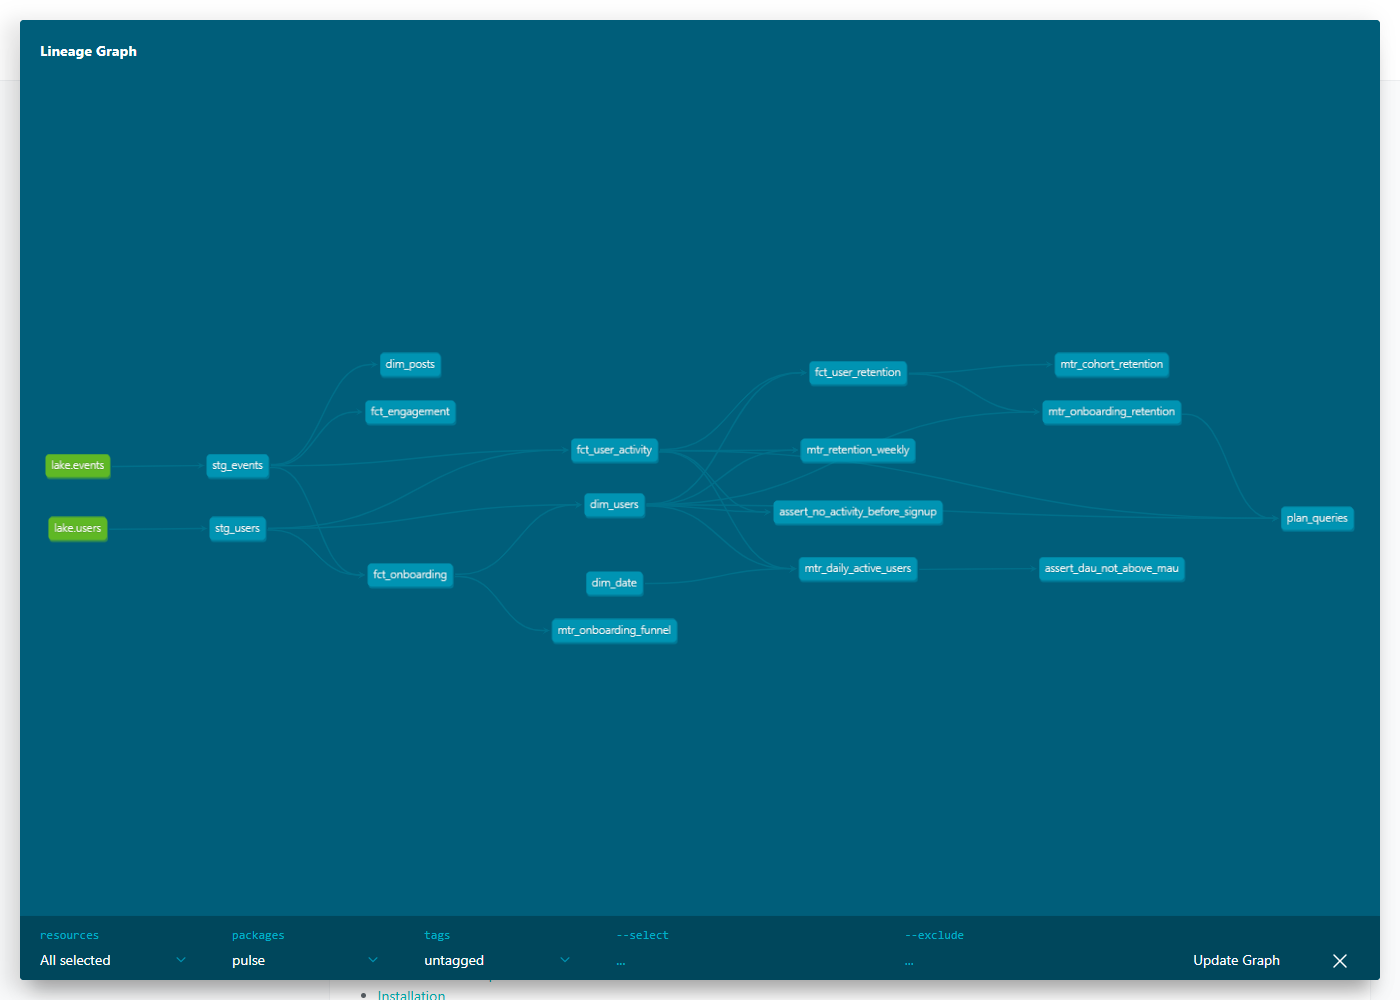 Lineage Graph
dim_posts
fct_user_retention
mtr_cohort_retention
fct_engagement
mtr_onboarding_retention
fct_user_activity
mtr_retention_weekly
lake.events
stg_events
dim_users
assert_no_activity_before_signup
plan_queries
lake.users
stg_users
fct_onboarding
mtr_daily_active_users
assert_dau_not_above_mau
dim_date
mtr_onboarding_funnel
resources
packages
tags
--select
--exclude
All selected
pulse
untagged
...
...
Update Graph
Installation